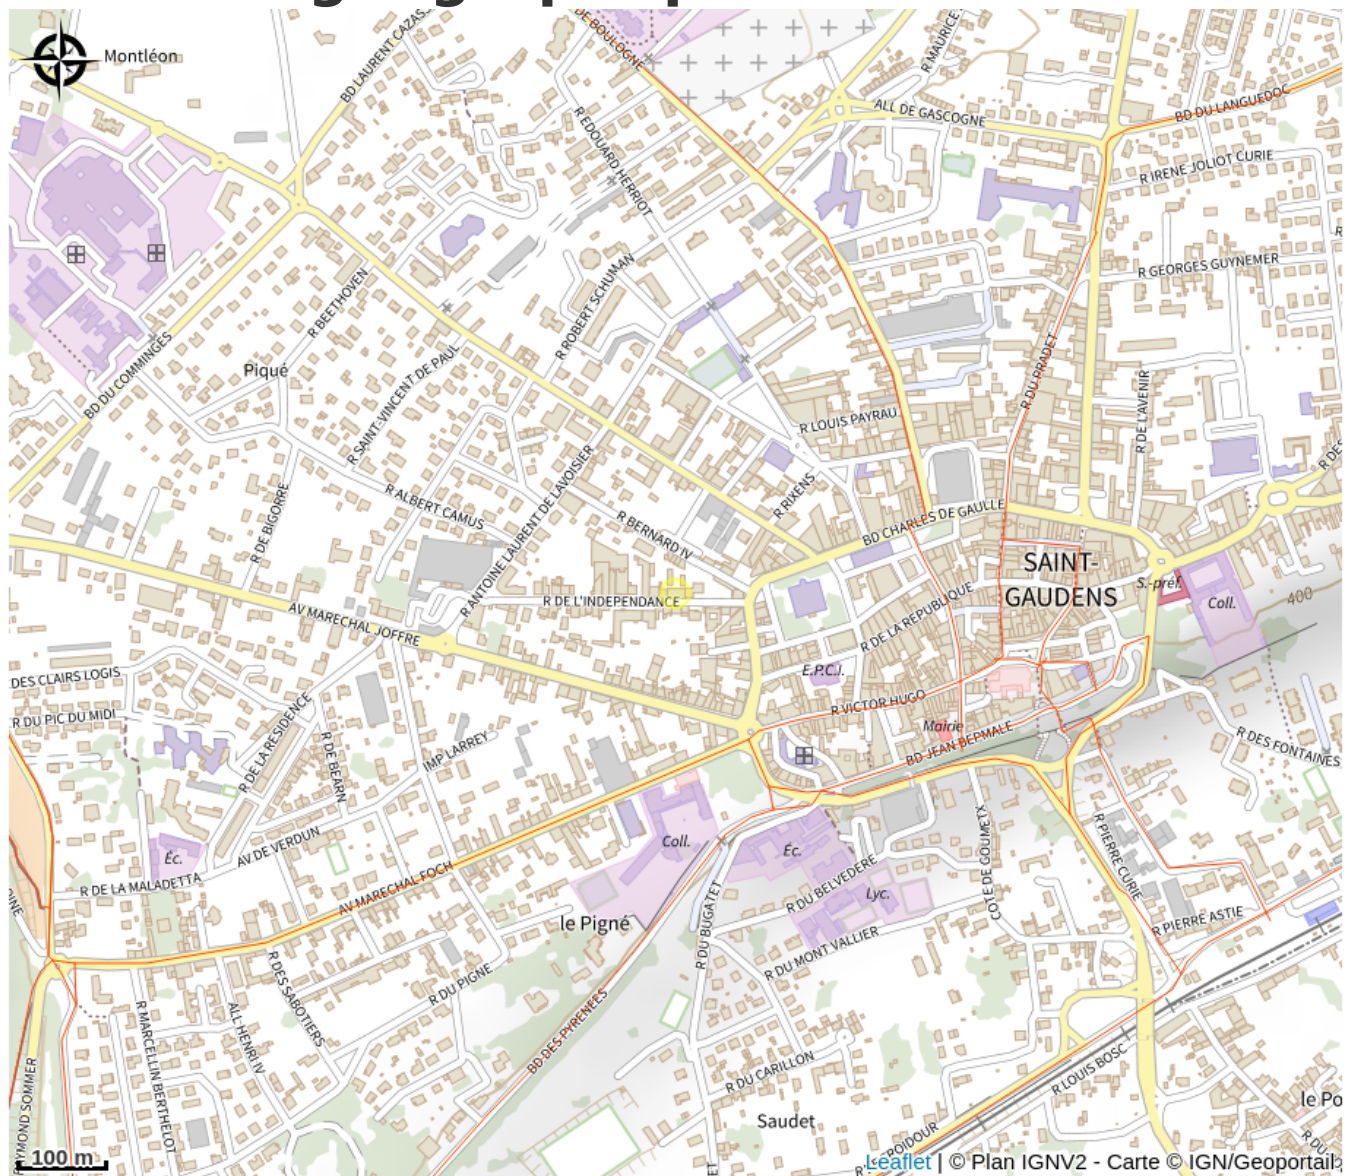 Montléon
BD LAURENT CAZASS
DE BOULOGNE
R MAURICE
ALL DE GASCOGNE
BD DU LANGUEDOC
R IRENE JOLIOT CURIE
R EDOUARD HERRIOT
R GEORGES GUYNEMER
R BEETHOVEN
R ROBERT SCHUMAN
BD DU COMMINGES
Piqué
R SAINT-VINCENT DE PAUL
R DU PRADET
R DE L'AVENIR
R LOUIS PAYRAU
R DES
R ALBERT CAMUS
R DE BIGORRE
R ANTOINE LAURENT DE LAVOISIER
R BERNARD IV
R RIXENS
BD CHARLES DE GAULLE
SAINT-
GAUDENS
S.-préf.
Coll.
400
R DE L'INDEPENDANCE
AV MARECHAL JOFFRE
R DE LA REPUBLIQUE
E.P.C.I.
DES CLAIRS LOGIS
R DU PIC DU MIDI
R DE LA RESIDENCE
R DE BEARN
IMP LARREY
R VICTOR HUGO
Mairie
BD JEAN BEPMALE
R DES FONTAINES
Éc.
AV DE VERDUN
R DE LA MALADETTA
AV MARECHAL FOCH
Coll.
Éc.
R DU BELVEDERE
Lyc.
COTE DE GOUMETX
R PIERRE CURIE
R PIERRE ASTIE
le Pigné
R DU BUGATET
R DU MONT VALLIER
R DES SABOTIERS
R DU PIGNE
ALL HENRI IV
R MARCELLIN BERTHELOT
BD DES PYRENEES
R DU CARILLON
R LOUIS BOSC
Saudet
le Po
AYMOND SOMMER
100 m
Leaflet | © Plan IGNV2 - Carte © IGN/Geoportail